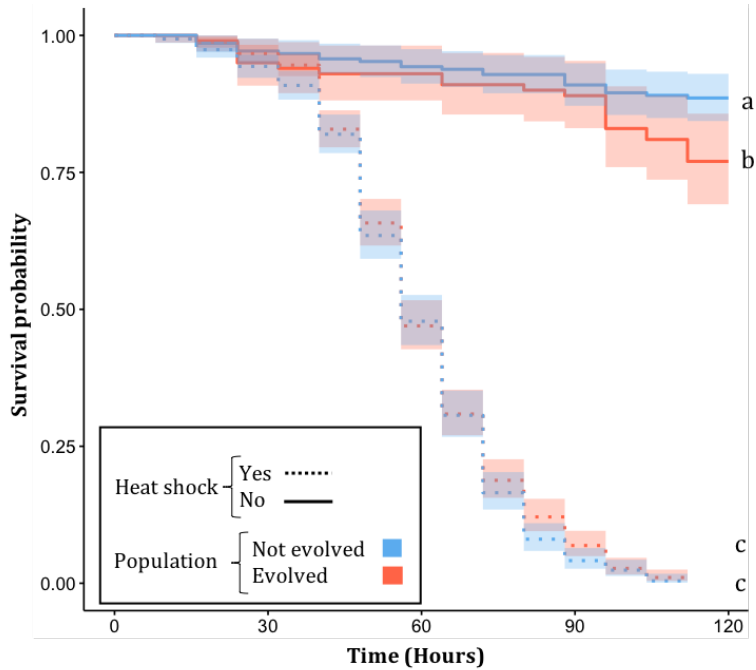 1.00
0.75
0.50
0.25
0.00
Survival probability
a
b
c
c
Heat shock
Yes
No
Population
Not evolved
Evolved
0
30
60
90
120
Time (Hours)